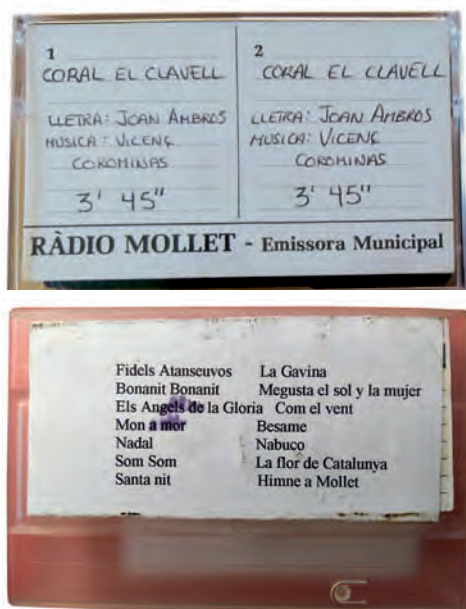 1
CORAL EL CLAVELL
LLETRA: JOAN AMBROS
MUSICA: VICENÇ
COROMINAS
3' 45"
2
CORAL EL CLAVELL
LLETRA: JOAN AMBROS
MUSICA: VICENÇ
COROMINAS
3' 45"
RÀDIO MOLLET - Emissora Municipal
Fidels Atanseuvos La Gavina
Bonanit Bonanit Megusta el sol y la mujer
Els Angels de la Gloria Com el vent
Mon a mor Besame
Nadal Nabuco
Som Som La flor de Catalunya
Santa nit Himne a Mollet